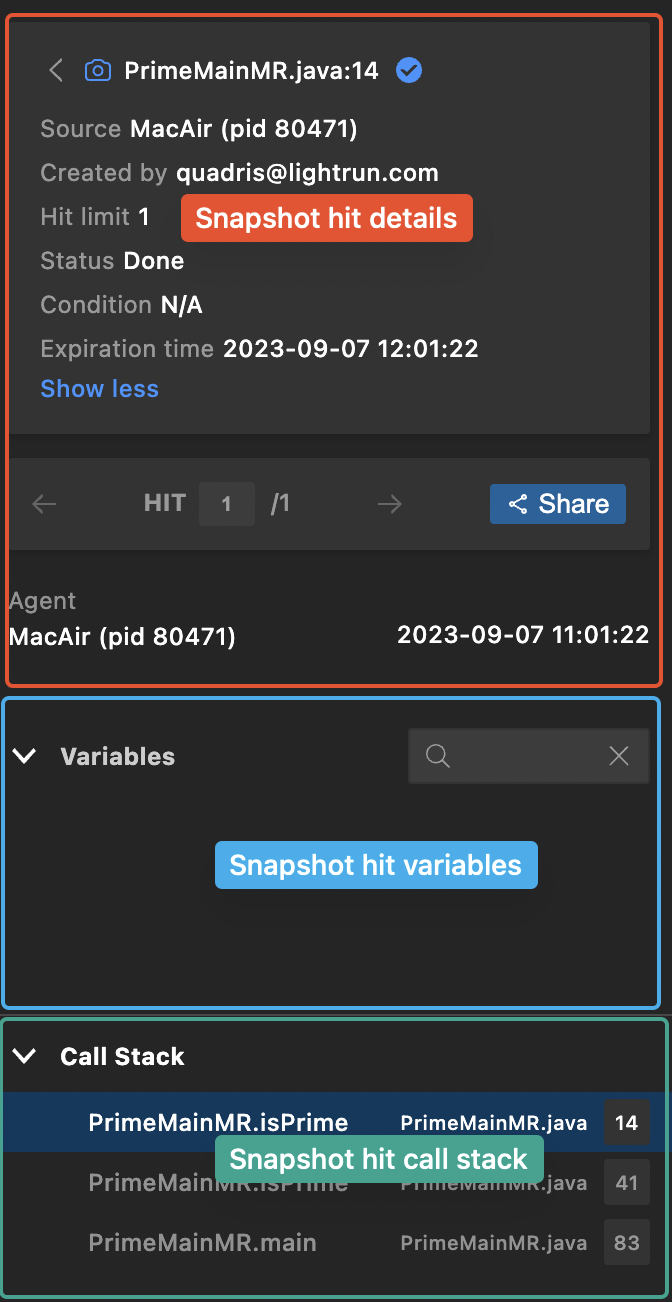 PrimeMainMR.java:14
Source MacAir (pid 80471)
Created by quadris@lightrun.com
Hit limit 1
Snapshot hit details
Status Done
Condition N/A
Expiration time 2023-09-07 12:01:22
Show less
HIT 1 /1
Share
Agent
MacAir (pid 80471) 2023-09-07 11:01:22
Variables
Snapshot hit variables
Call Stack
PrimeMainMR.isPrime PrimeMainMR.java 14
Snapshot hit call stack
PrimeMainMR.isPrime PrimeMainMR.java 41
PrimeMainMR.main PrimeMainMR.java 83